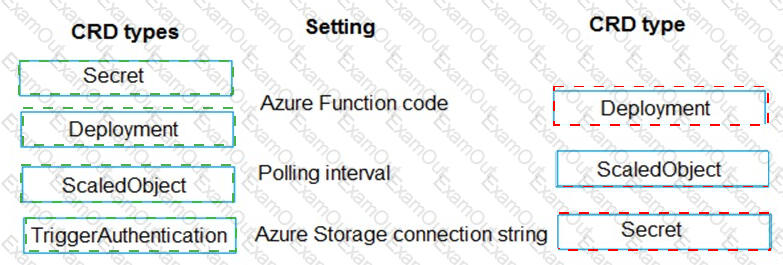 CRD types
Setting
CRD type
Secret
Azure Function code
Deployment
Deployment
Polling interval
ScaledObject
ScaledObject
Azure Storage connection string
Secret
TriggerAuthentication